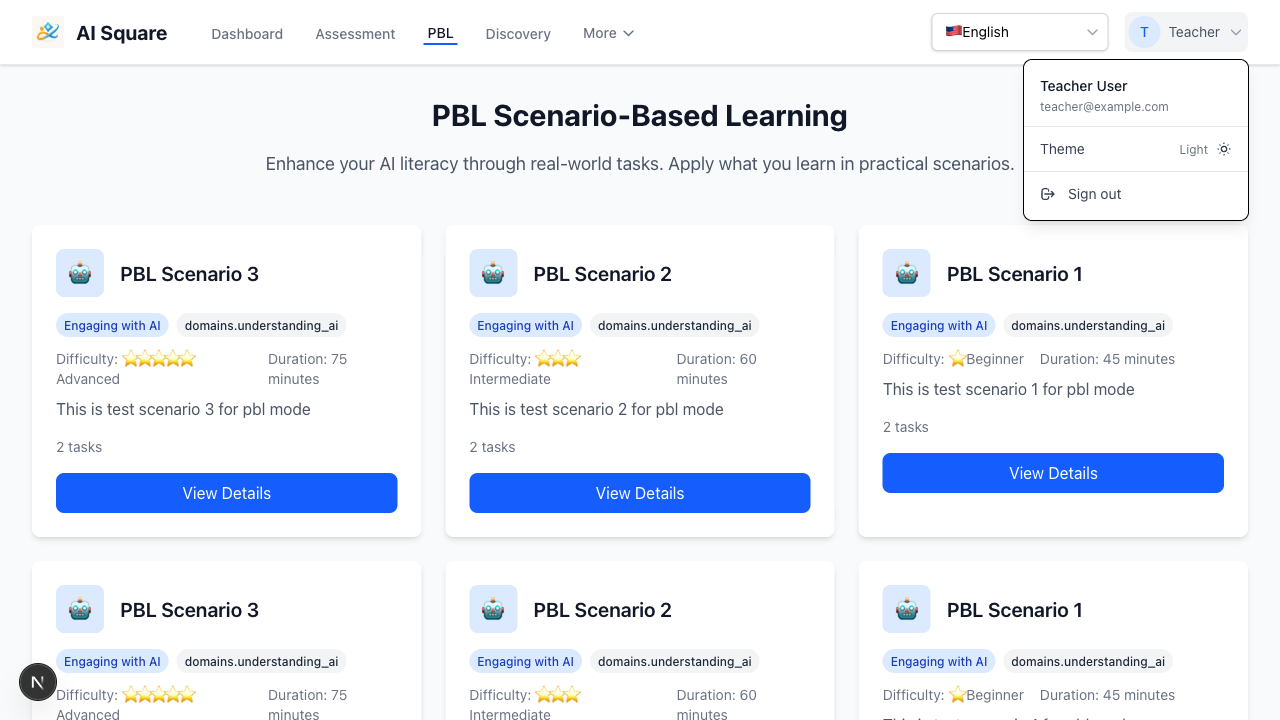 AI Square
Dashboard
Assessment
PBL
Discovery
More
English
T
Teacher
Teacher User
teacher@example.com
Theme
Light
Sign out
PBL Scenario-Based Learning
Enhance your AI literacy through real-world tasks. Apply what you learn in practical scenarios.
PBL Scenario 3
Engaging with AI
domains.understanding_ai
Difficulty: ⭐⭐⭐⭐⭐
Advanced
Duration: 75
minutes
This is test scenario 3 for pbl mode
2 tasks
View Details
PBL Scenario 2
Engaging with AI
domains.understanding_ai
Difficulty: ⭐⭐⭐
Intermediate
Duration: 60
minutes
This is test scenario 2 for pbl mode
2 tasks
View Details
PBL Scenario 1
Engaging with AI
domains.understanding_ai
Difficulty: ⭐Beginner
Duration: 45 minutes
This is test scenario 1 for pbl mode
2 tasks
View Details
PBL Scenario 3
Engaging with AI
domains.understanding_ai
Difficulty: ⭐⭐⭐⭐⭐
Advanced
Duration: 75
minutes
PBL Scenario 2
Engaging with AI
domains.understanding_ai
Difficulty: ⭐⭐⭐
Intermediate
Duration: 60
minutes
PBL Scenario 1
Engaging with AI
domains.understanding_ai
Difficulty: ⭐Beginner
Duration: 45 minutes
N